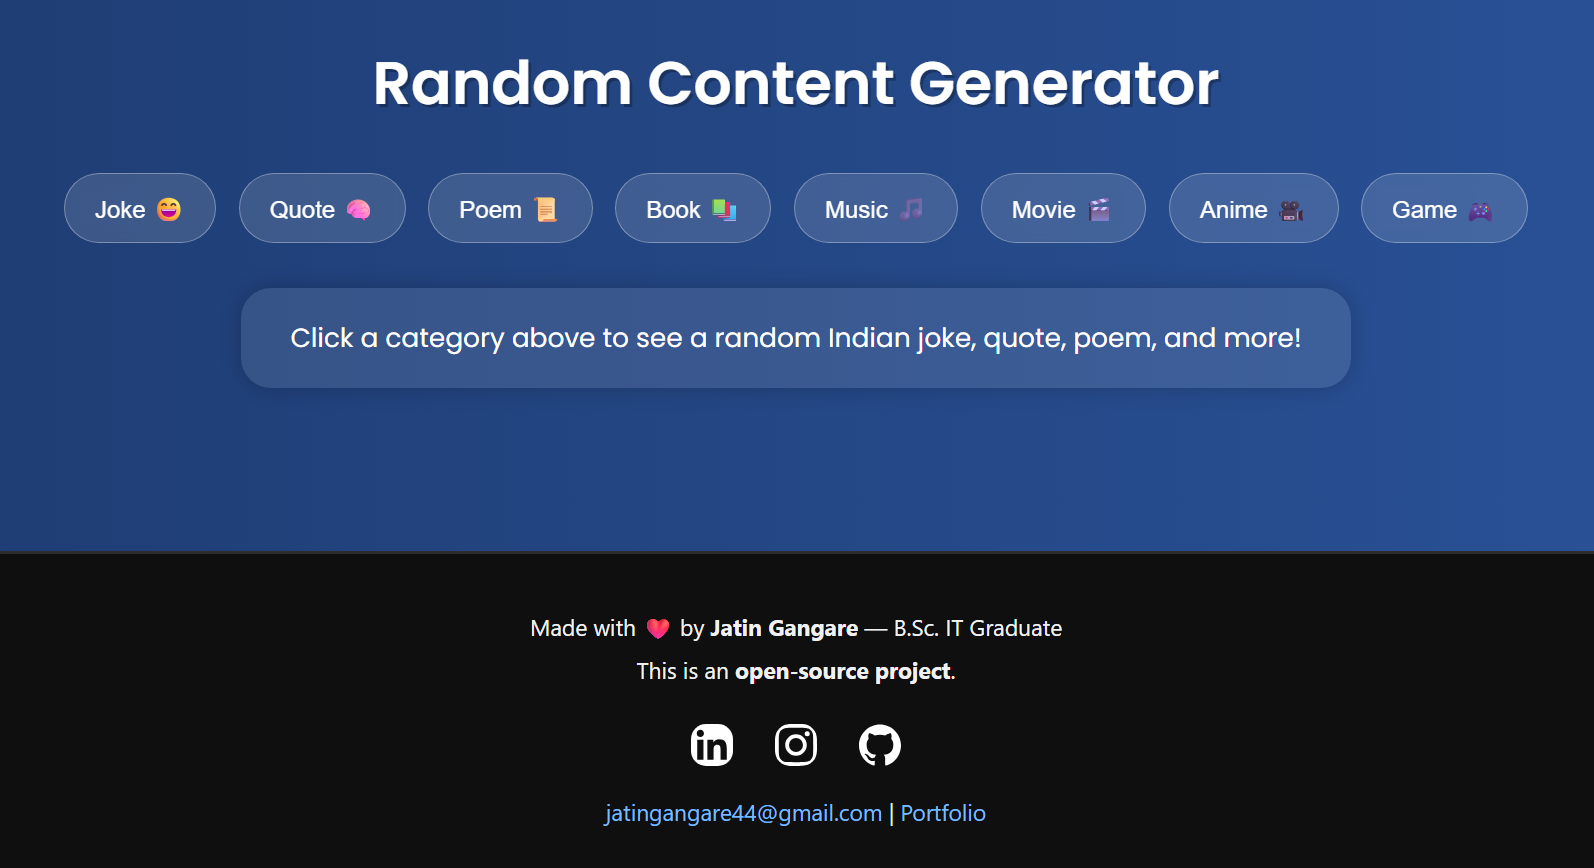 Random Content Generator
Joke 😄 Quote 🧠 Poem 📜 Book 📚 Music 🎵 Movie 🎬 Anime 🎥 Game 🎮
Click a category above to see a random Indian joke, quote, poem, and more!
Made with ❤️ by Jatin Gangare — B.Sc. IT Graduate
This is an open-source project.
in
jatingangare44@gmail.com | Portfolio